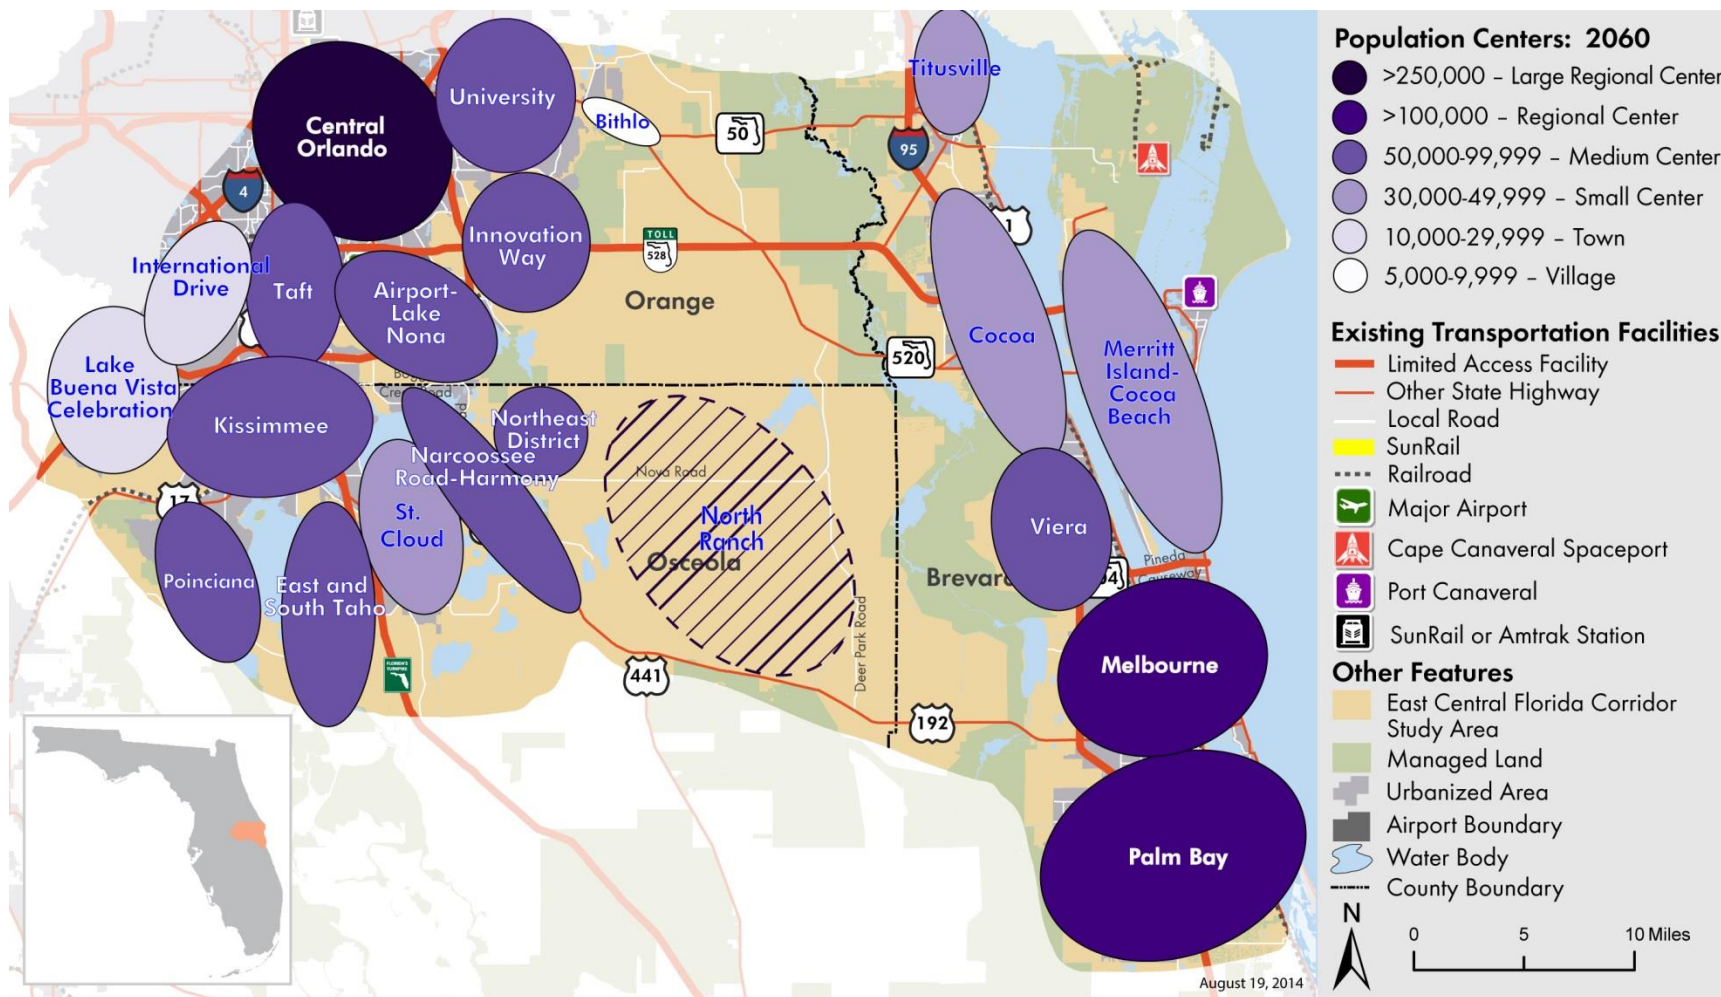 Central
Orlando
University
Bithlo
50
Titusville
95
4
1
International
Drive
Taft
Innovation
Way
TOLL
528
Airport-
Lake
Nona
Orange
Cocoa
520
Merritt
Island-
Cocoa
Beach
Lake
Buena Vista
Celebration
Kissimmee
Northeast
District
Narcoossee
Road-Harmony
Nova Road
17
St.
Cloud
North
Ranch
Osceola
Viera
Brevard
Pineda
Causeway
Poinciana
East and
South Taho
Deer Park Road
FLORIDA'S
TURNPIKE
441
192
Melbourne
Palm Bay
August 19, 2014
Population Centers: 2060
>250,000 – Large Regional Center
>100,000 – Regional Center
50,000-99,999 – Medium Center
30,000-49,999 – Small Center
10,000-29,999 – Town
5,000-9,999 – Village
Existing Transportation Facilities
Limited Access Facility
Other State Highway
Local Road
SunRail
Railroad
Major Airport
Cape Canaveral Spaceport
Port Canaveral
SunRail or Amtrak Station
Other Features
East Central Florida Corridor
Study Area
Managed Land
Urbanized Area
Airport Boundary
Water Body
County Boundary
N
0 5 10 Miles